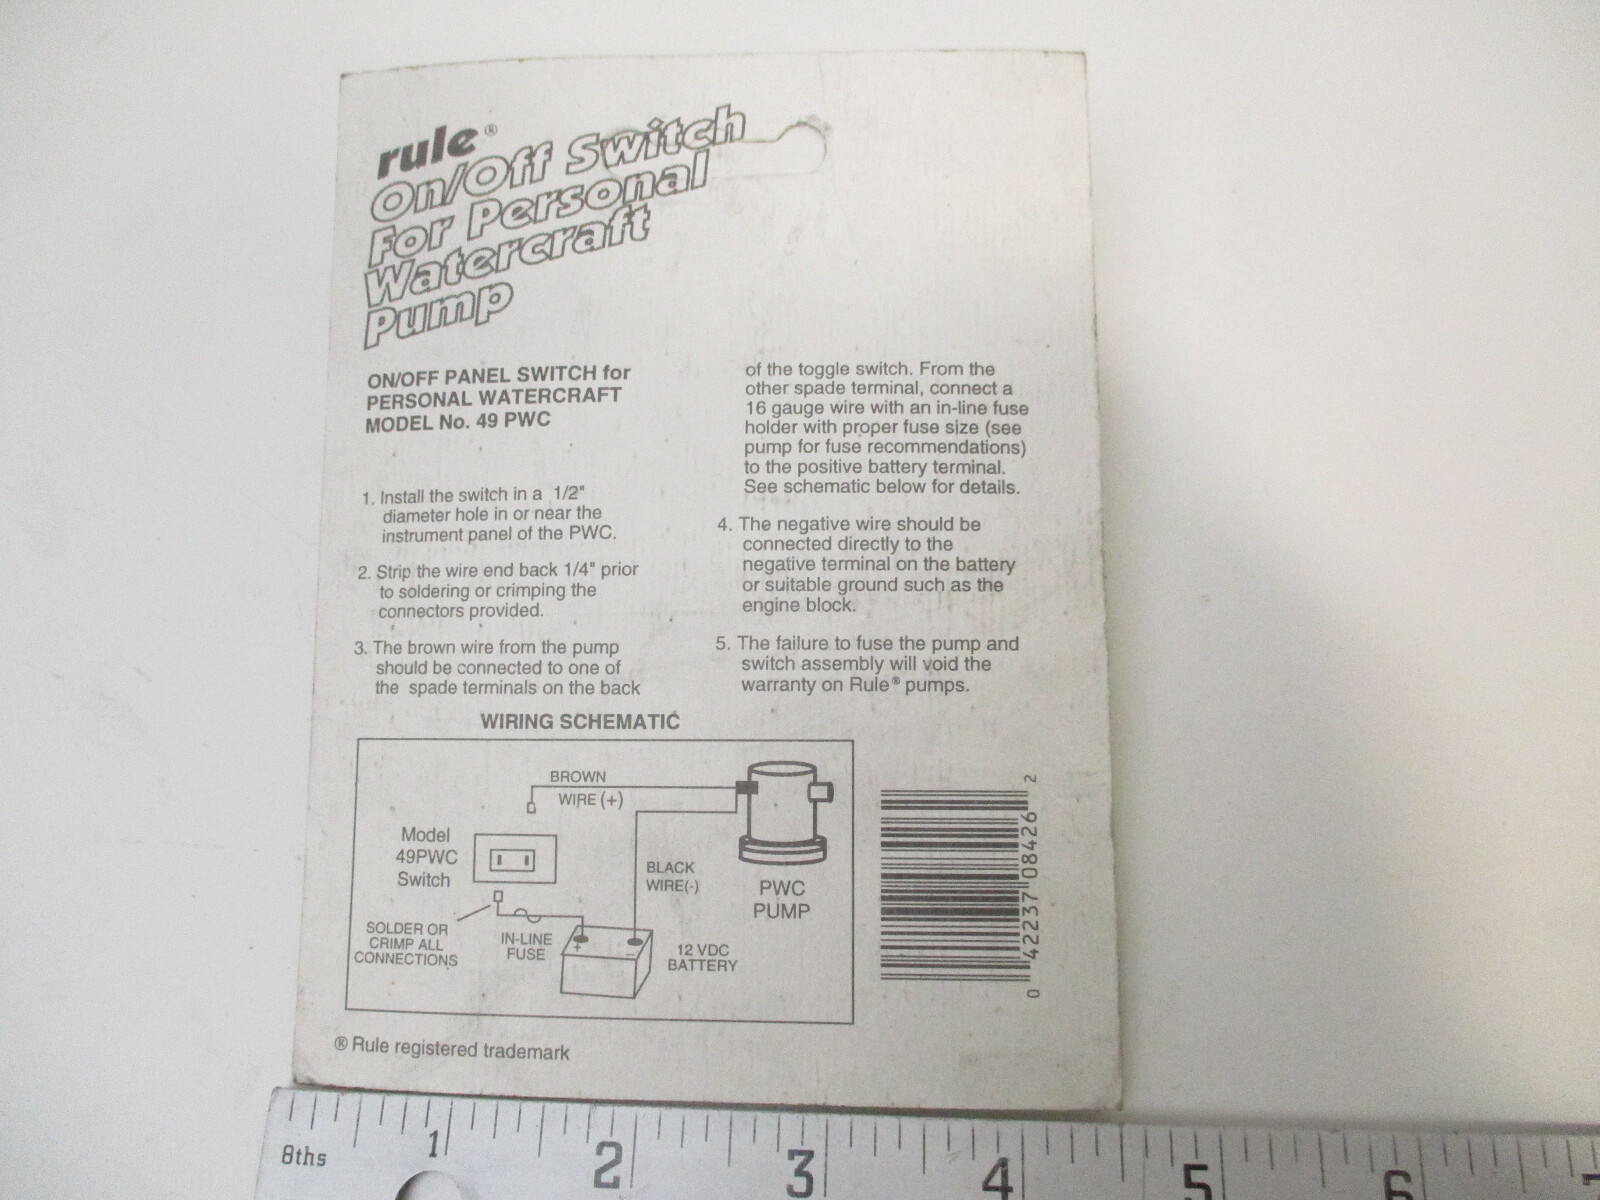 rule®
On/Off Switch
For Personal
Watercraft
Pump
ON/OFF PANEL SWITCH for
PERSONAL WATERCRAFT
MODEL No. 49 PWC
1. Install the switch in a 1/2"
diameter hole in or near the
instrument panel of the PWC.
2. Strip the wire end back 1/4" prior
to soldering or crimping the
connectors provided.
3. The brown wire from the pump
should be connected to one of
the spade terminals on the back
of the toggle switch. From the
other spade terminal, connect a
16 gauge wire with an in-line fuse
holder with proper fuse size (see
pump for fuse recommendations)
to the positive battery terminal.
See schematic below for details.
4. The negative wire should be
connected directly to the
negative terminal on the battery
or suitable ground such as the
engine block.
5. The failure to fuse the pump and
switch assembly will void the
warranty on Rule® pumps.
WIRING SCHEMATIC
BROWN
WIRE (+)
Model
49PWC
Switch
BLACK
WIRE(-)
PWC
PUMP
SOLDER OR
CRIMP ALL
CONNECTIONS
IN-LINE
FUSE
+
-
12 VDC
BATTERY
0 42237 08426 2
® Rule registered trademark
8ths
1 2 3 4 5 6 7